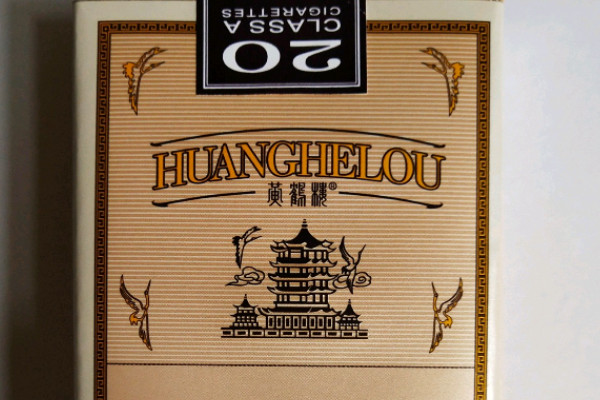 20
CLASS A
CIGARETTES
HUANGHELOU
黄鹤楼®